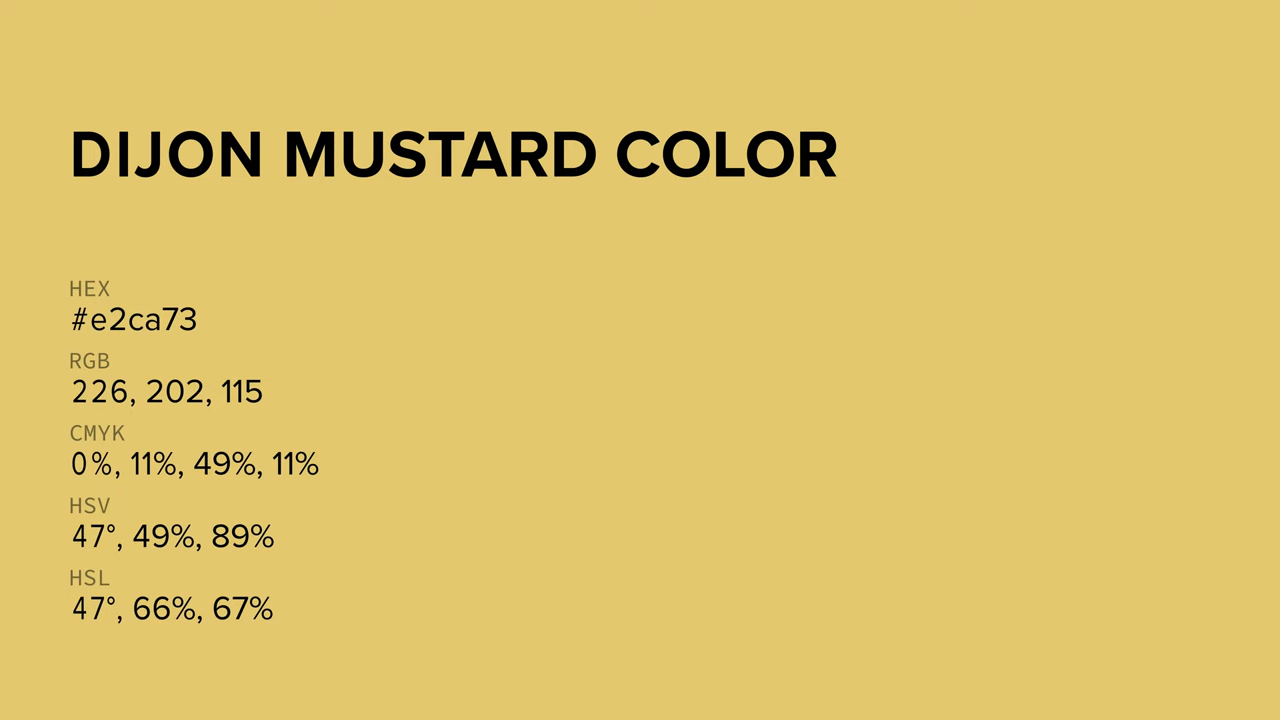 DIJON MUSTARD COLOR
HEX
#e2ca73
RGB
226, 202, 115
CMYK
0%, 11%, 49%, 11%
HSV
47°, 49%, 89%
HSL
47°, 66%, 67%